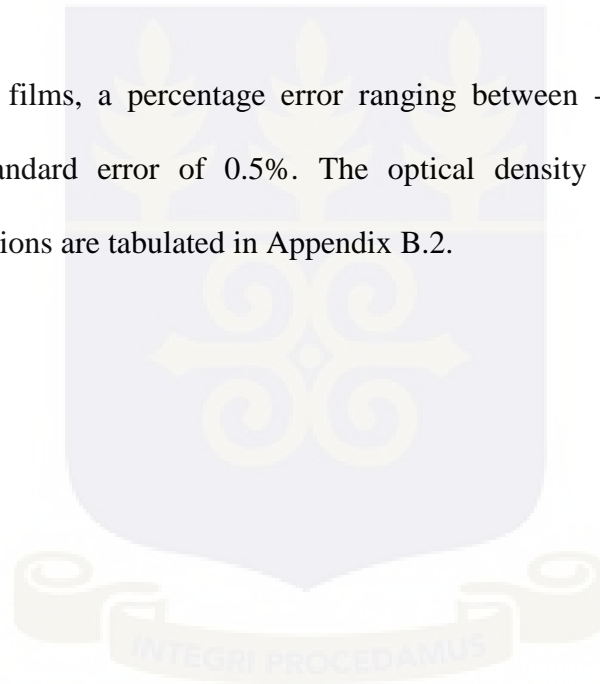 films, a percentage error ranging between -
andard error of 0.5%. The optical density
ions are tabulated in Appendix B.2.
INTEGRI PROCEDAMUS